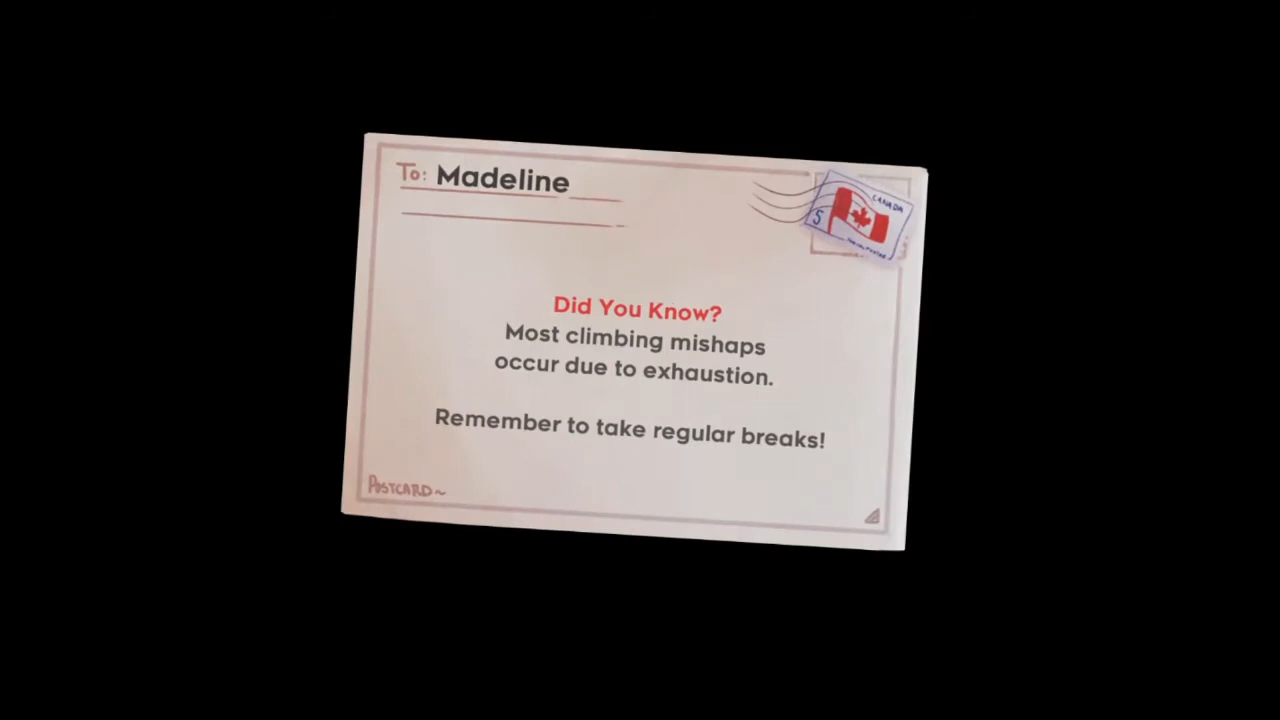 To: Madeline
CANADA
5
Did You Know?
Most climbing mishaps
occur due to exhaustion.
Remember to take regular breaks!
POSTCARD~